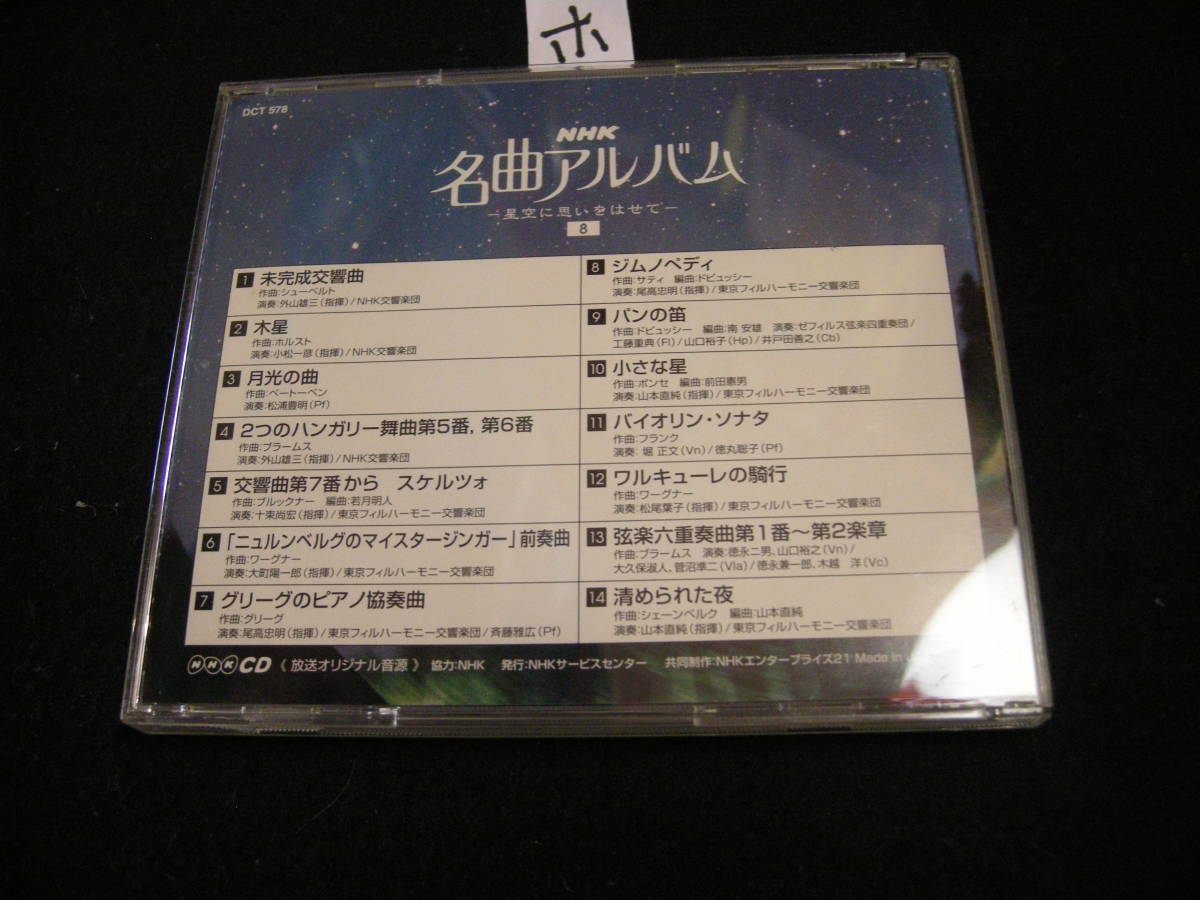 ホ
DCT 578
NHK
名曲アルバム
―星空に思いをはせて―
8
1 未完成交響曲
作曲:シューベルト
演奏:外山雄三(指揮)/NHK交響楽団
2 木星
作曲:ホルスト
演奏:小松一彦(指揮)/NHK交響楽団
3 月光の曲
作曲:ベートーベン
演奏:松浦豊明(Pf)
4 2つのハンガリー舞曲第5番, 第6番
作曲:ブラームス
演奏:外山雄三(指揮)/NHK交響楽団
5 交響曲第7番から スケルツォ
作曲:ブルックナー 編曲:若月明人
演奏:十束尚宏(指揮)/東京フィルハーモニー交響楽団
6 「ニュルンベルグのマイスタージンガー」前奏曲
作曲:ワーグナー
演奏:大町陽一郎(指揮)/東京フィルハーモニー交響楽団
7 グリーグのピアノ協奏曲
作曲:グリーグ
演奏:尾高忠明(指揮)/東京フィルハーモニー交響楽団/斉藤雅広(Pf)
8 ジムノペディ
作曲:サティ 編曲:ドビュッシー
演奏:尾高忠明(指揮)/東京フィルハーモニー交響楽団
9 パンの笛
作曲:ドビュッシー 編曲:南 安雄 演奏:ゼフィルス弦楽四重奏団/
工藤重典(Fl)/山口裕子(Hp)/井戸田善之(Cb)
10 小さな星
作曲:ポンセ 編曲:前田憲男
演奏:山本直純(指揮)/東京フィルハーモニー交響楽団
11 バイオリン・ソナタ
作曲:フランク
演奏: 堀 正文(Vn)/徳丸聡子(Pf)
12 ワルキューレの騎行
作曲:ワーグナー
演奏:松尾葉子(指揮)/東京フィルハーモニー交響楽団
13 弦楽六重奏曲第1番〜第2楽章
作曲:ブラームス 演奏:徳永二男、山口裕之(Vn)/
大久保淑人、菅沼準二(Vla)/徳永兼一郎、木越 洋(Vc)
14 清められた夜
作曲:シェーンベルク 編曲:山本直純
演奏:山本直純(指揮)/東京フィルハーモニー交響楽団
NHK CD 《放送オリジナル音源》 協力:NHK 発行:NHKサービスセンター 共同制作:NHKエンタープライズ21 Made in